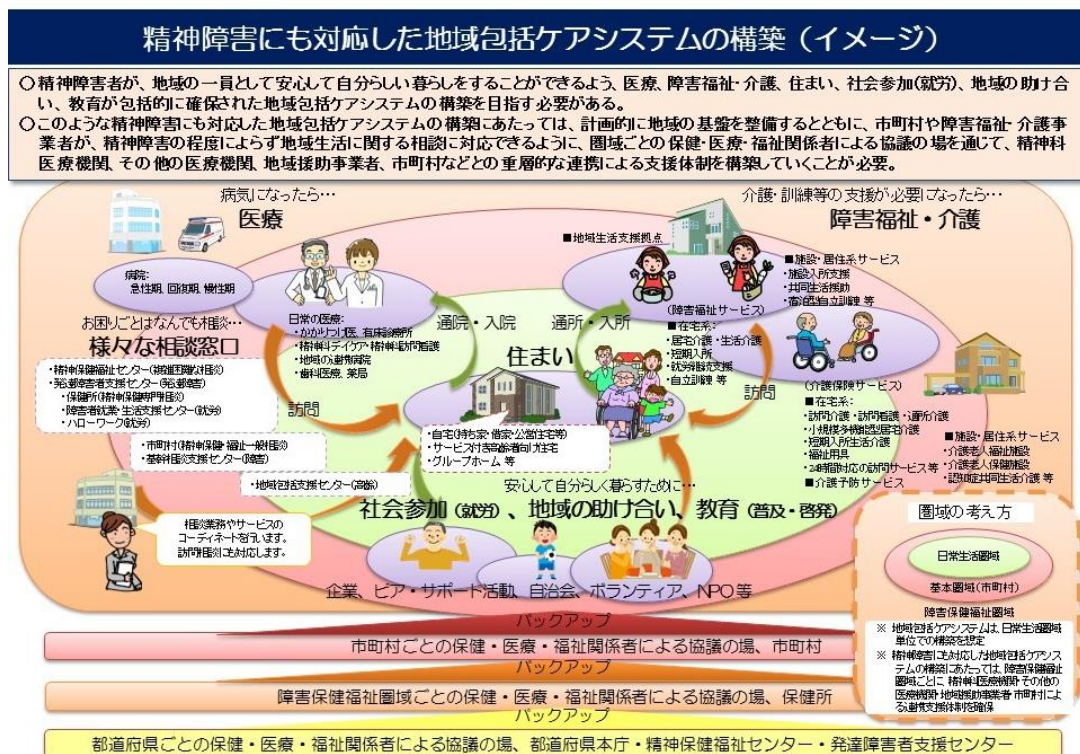 精神障害にも対応した地域包括ケアシステムの構築（イメージ）
○精神障害者が、地域の一員として安心して自分らしい暮らしをすることができるよう、医療、障害福祉・介護、住まい、社会参加(就労)、地域の助け合
い、教育が包括的に確保された地域包括ケアシステムの構築を目指す必要がある。
○このような精神障害にも対応した地域包括ケアシステムの構築にあたっては、計画的に地域の基盤を整備するとともに、市町村や障害福祉・介護事
業者が、精神障害の程度によらず地域生活に関する相談に対応できるように、圏域ごとの保健・医療・福祉関係者による協議の場を通じて、精神科
医療機関、その他の医療機関、地域援助事業者、市町村などとの重層的な連携による支援体制を構築していくことが必要。
病気になったら…
医療
病院:
急性期、回復期、慢性期
日常の医療:
・かかりつけ医、有床診療所
・精神科デイケア・精神科訪問看護
・地域の連携病院
・歯科医療、薬局
通院・入院
通所・入所
介護・訓練等の支援が必要になったら…
障害福祉・介護
■地域生活支援拠点
■施設・居住系サービス
・施設入所支援
・共同生活援助
・宿泊型自立訓練 等
(障害福祉サービス)
■在宅系:
・居宅介護・生活介護
・短期入所
・就労継続支援
・自立訓練 等
訪問
(介護保険サービス)
■在宅系:
・訪問介護・訪問看護・通所介護
・小規模多機能型居宅介護
・短期入所生活介護
・福祉用具
・24時間対応の訪問サービス 等
■介護予防サービス
■施設・居住系サービス
・介護老人福祉施設
・介護老人保健施設
・認知症共同生活介護 等
お困りごとはなんでも相談…
様々な相談窓口
・精神保健福祉センター(複雑困難な相談)
・発達障害者支援センター(発達障害)
・保健所(精神保健専門相談)
・障害者就業・生活支援センター(就労)
・ハローワーク(就労)
訪問
・市町村(精神保健・福祉一般相談)
・基幹相談支援センター(障害)
・地域包括支援センター(高齢)
相談業務やサービスの
コーディネートを行います。
訪問相談にも対応します。
住まい
・自宅(持ち家・借家・公営住宅等)
・サービス付き高齢者向け住宅
・グループホーム 等
安心して自分らしく暮らすために…
社会参加(就労)、地域の助け合い、教育(普及・啓発)
企業、ピア・サポート活動、自治会、ボランティア、NPO等
圏域の考え方
日常生活圏域
基本圏域(市町村)
障害保健福祉圏域
※ 地域包括ケアシステムは、日常生活圏域
単位での構築を想定
※ 精神障害にも対応した地域包括ケアシス
テムの構築にあたっては、障害保健福祉
圏域ごとに、精神科医療機関・その他の
医療機関・地域援助事業者・市町村によ
る連携支援体制を確保
バックアップ
市町村ごとの保健・医療・福祉関係者による協議の場、市町村
バックアップ
障害保健福祉圏域ごとの保健・医療・福祉関係者による協議の場、保健所
バックアップ
都道府県ごとの保健・医療・福祉関係者による協議の場、都道府県本庁・精神保健福祉センター・発達障害者支援センター